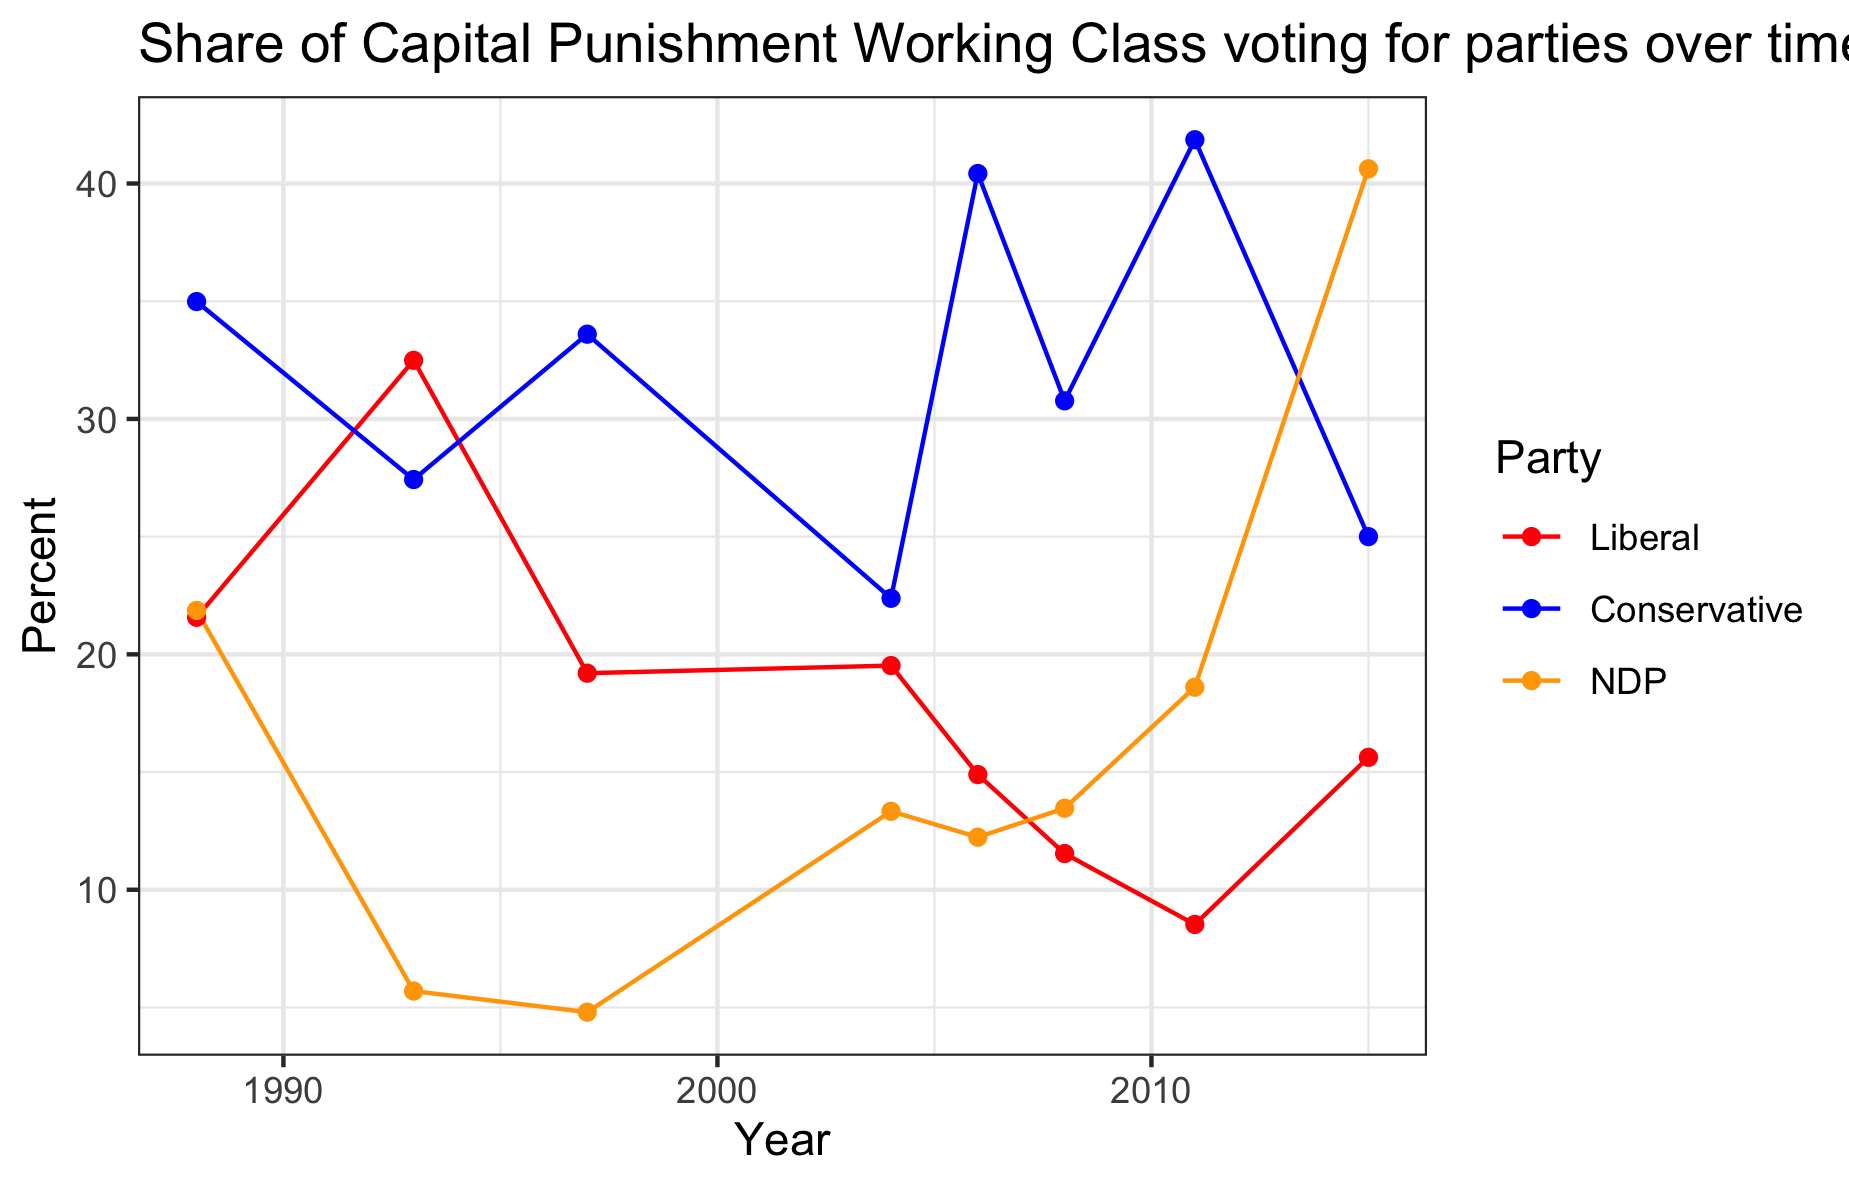 Share of Capital Punishment Working Class voting for parties over time
40
30
20
10
Percent
1990
2000
2010
Year
Party
Liberal
Conservative
NDP